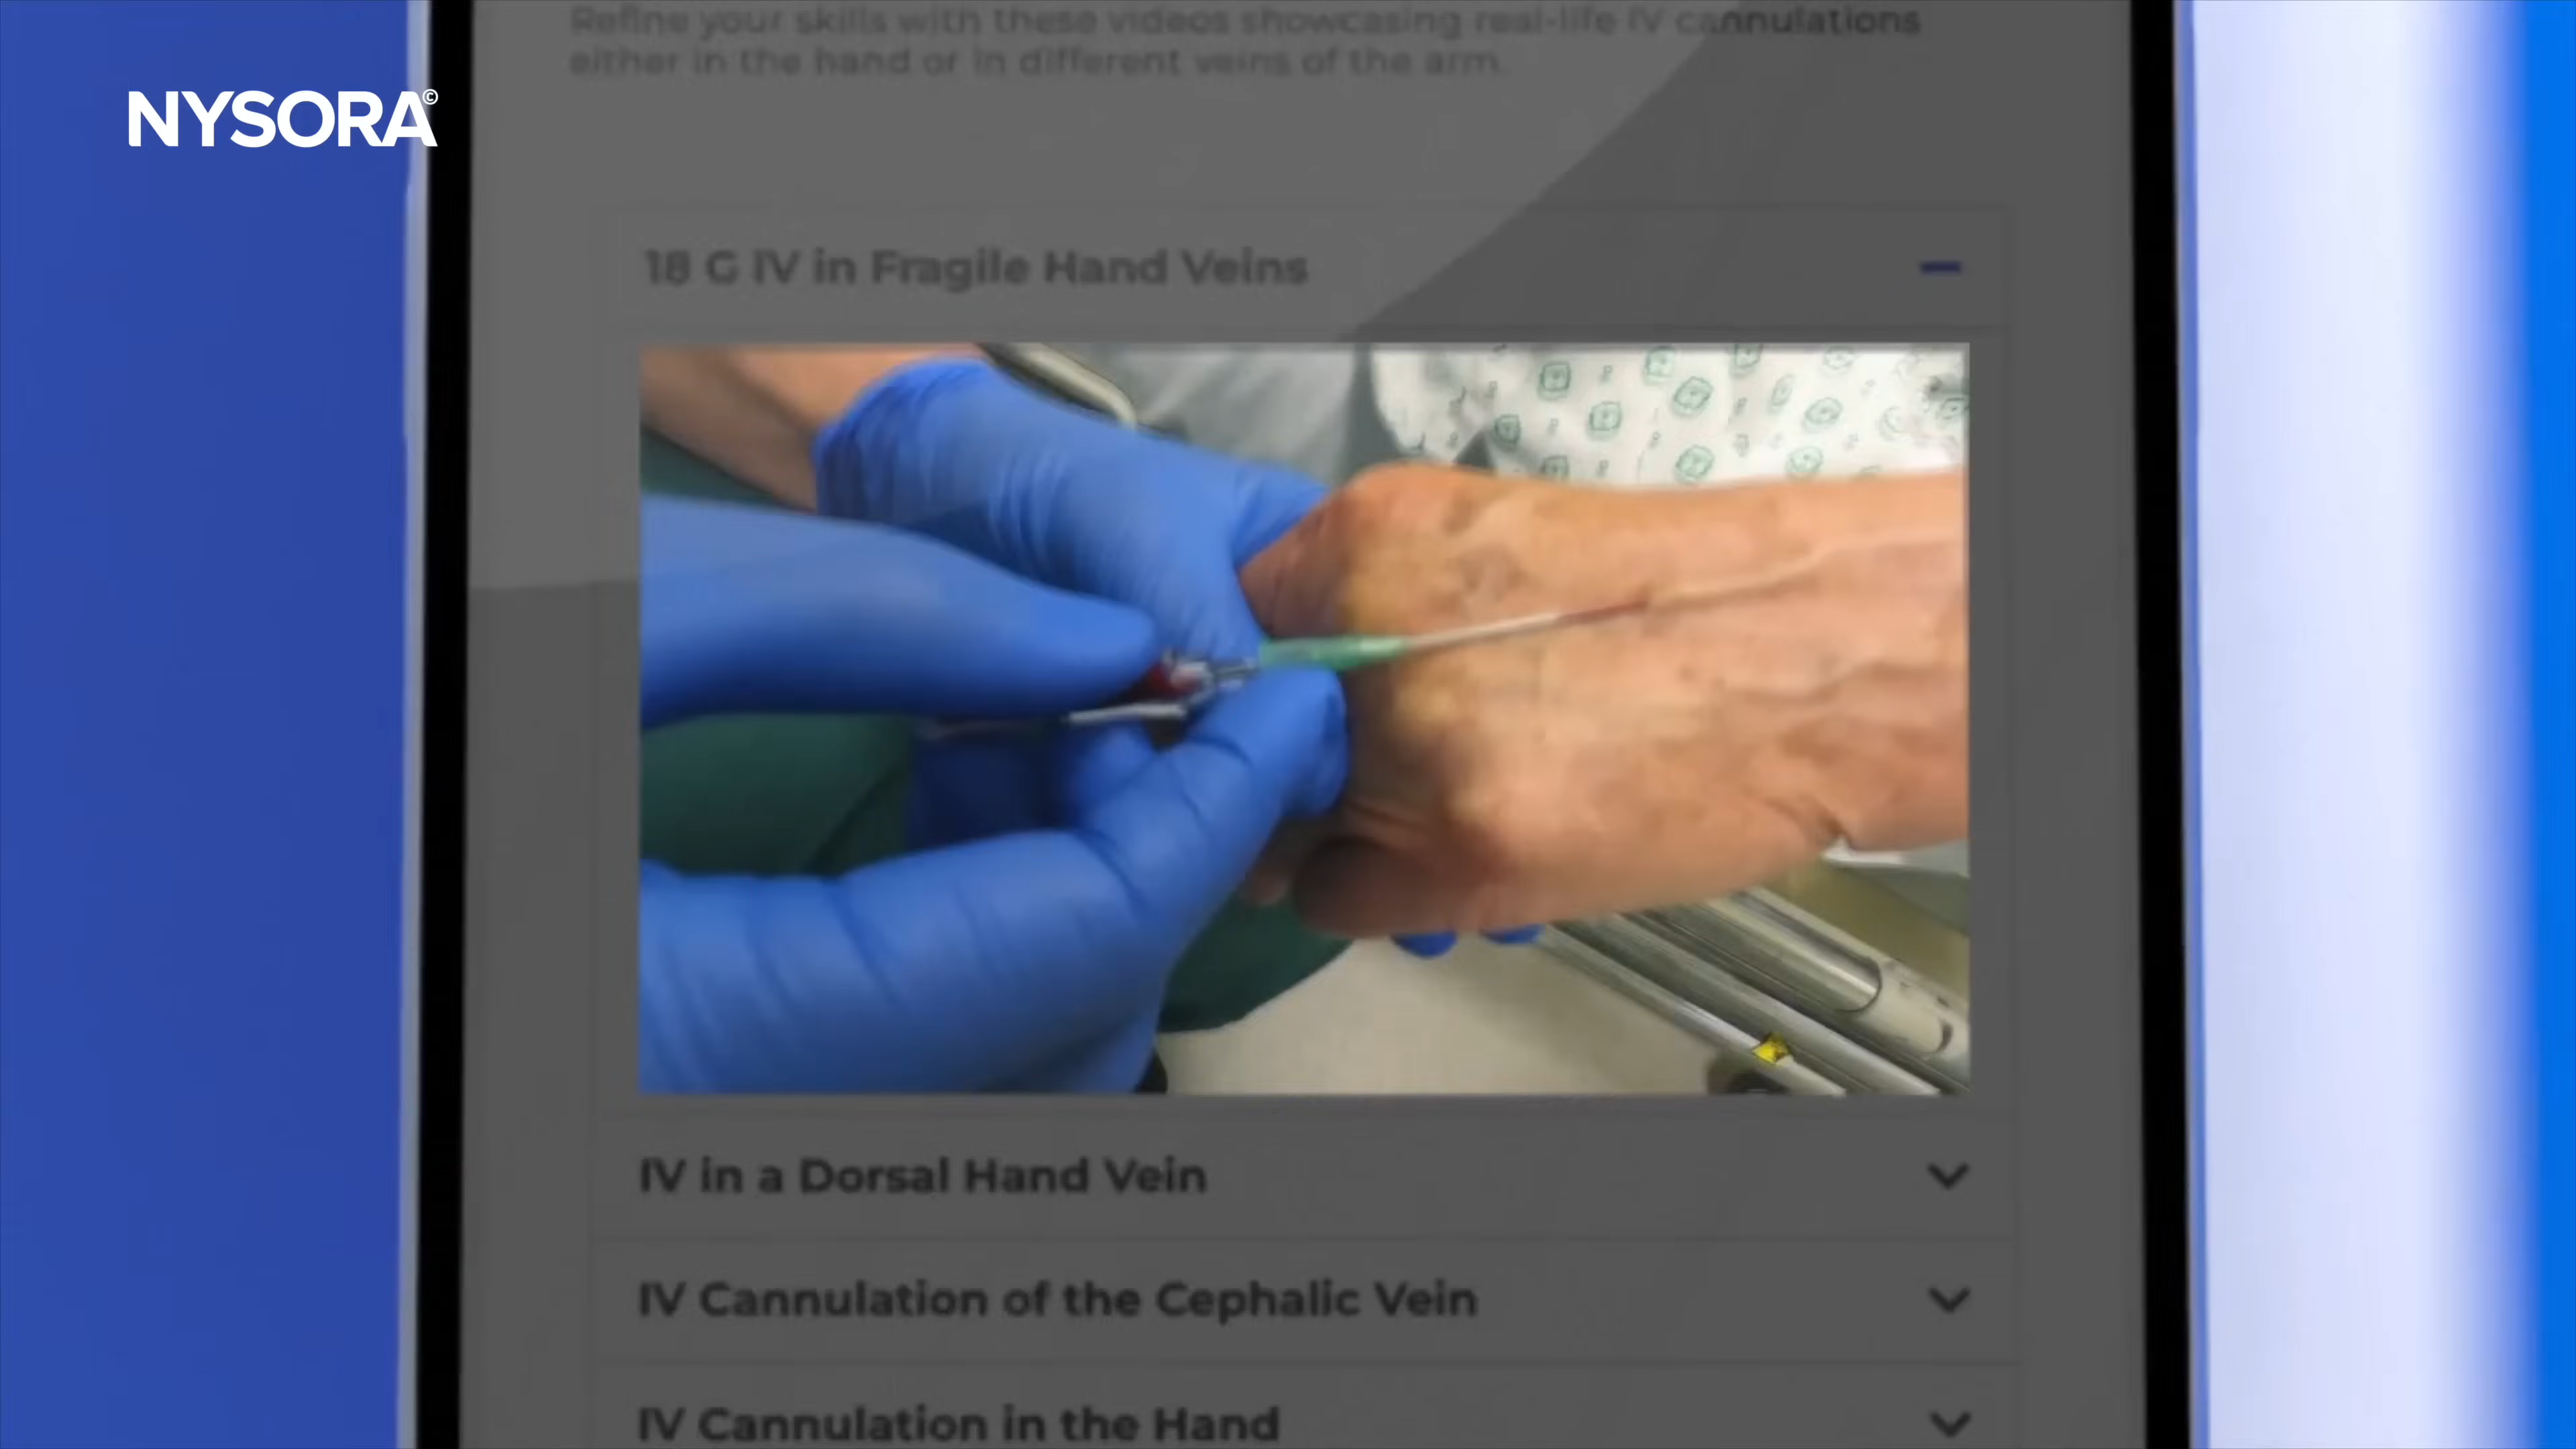 NYSORA©
Refine your skills with these videos showcasing real-life IV cannulations
either in the hand or in different veins of the arm.
18 G IV in Fragile Hand Veins
IV in a Dorsal Hand Vein
IV Cannulation of the Cephalic Vein
IV Cannulation in the Hand